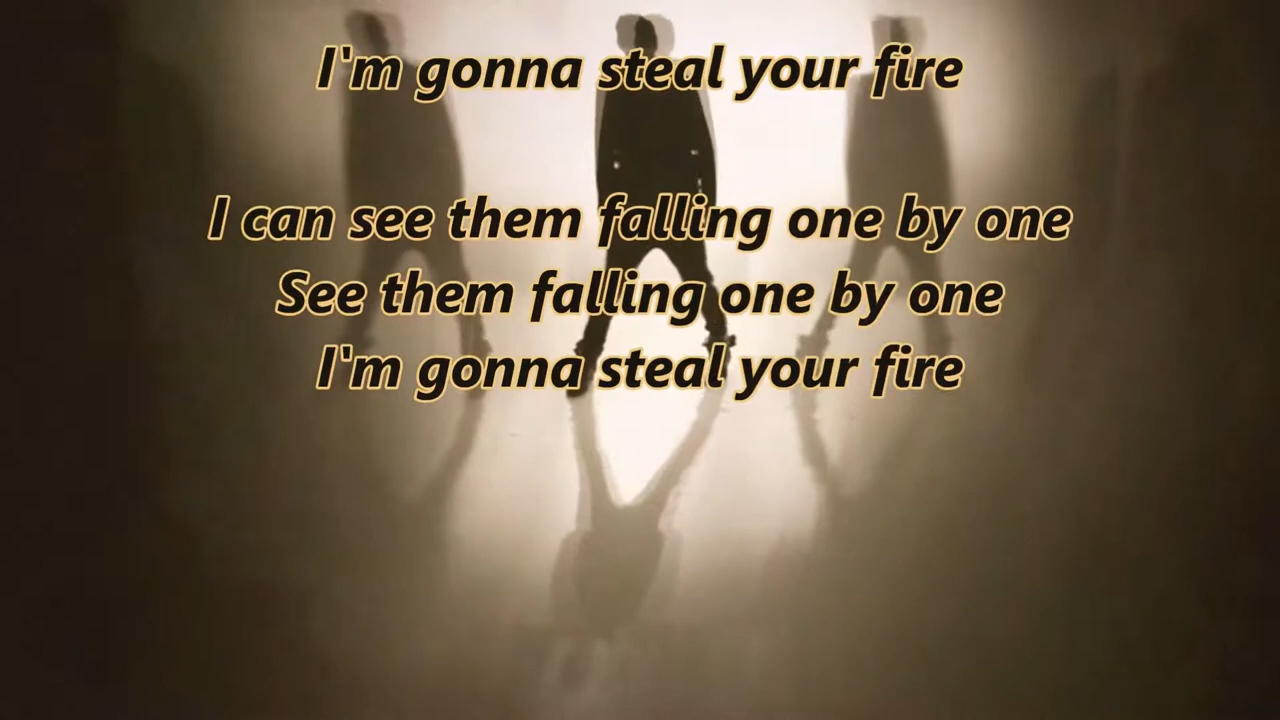 I`m gonna steal your fire
I can see them falling one by one
See them falling one by one
I`m gonna steal your fire